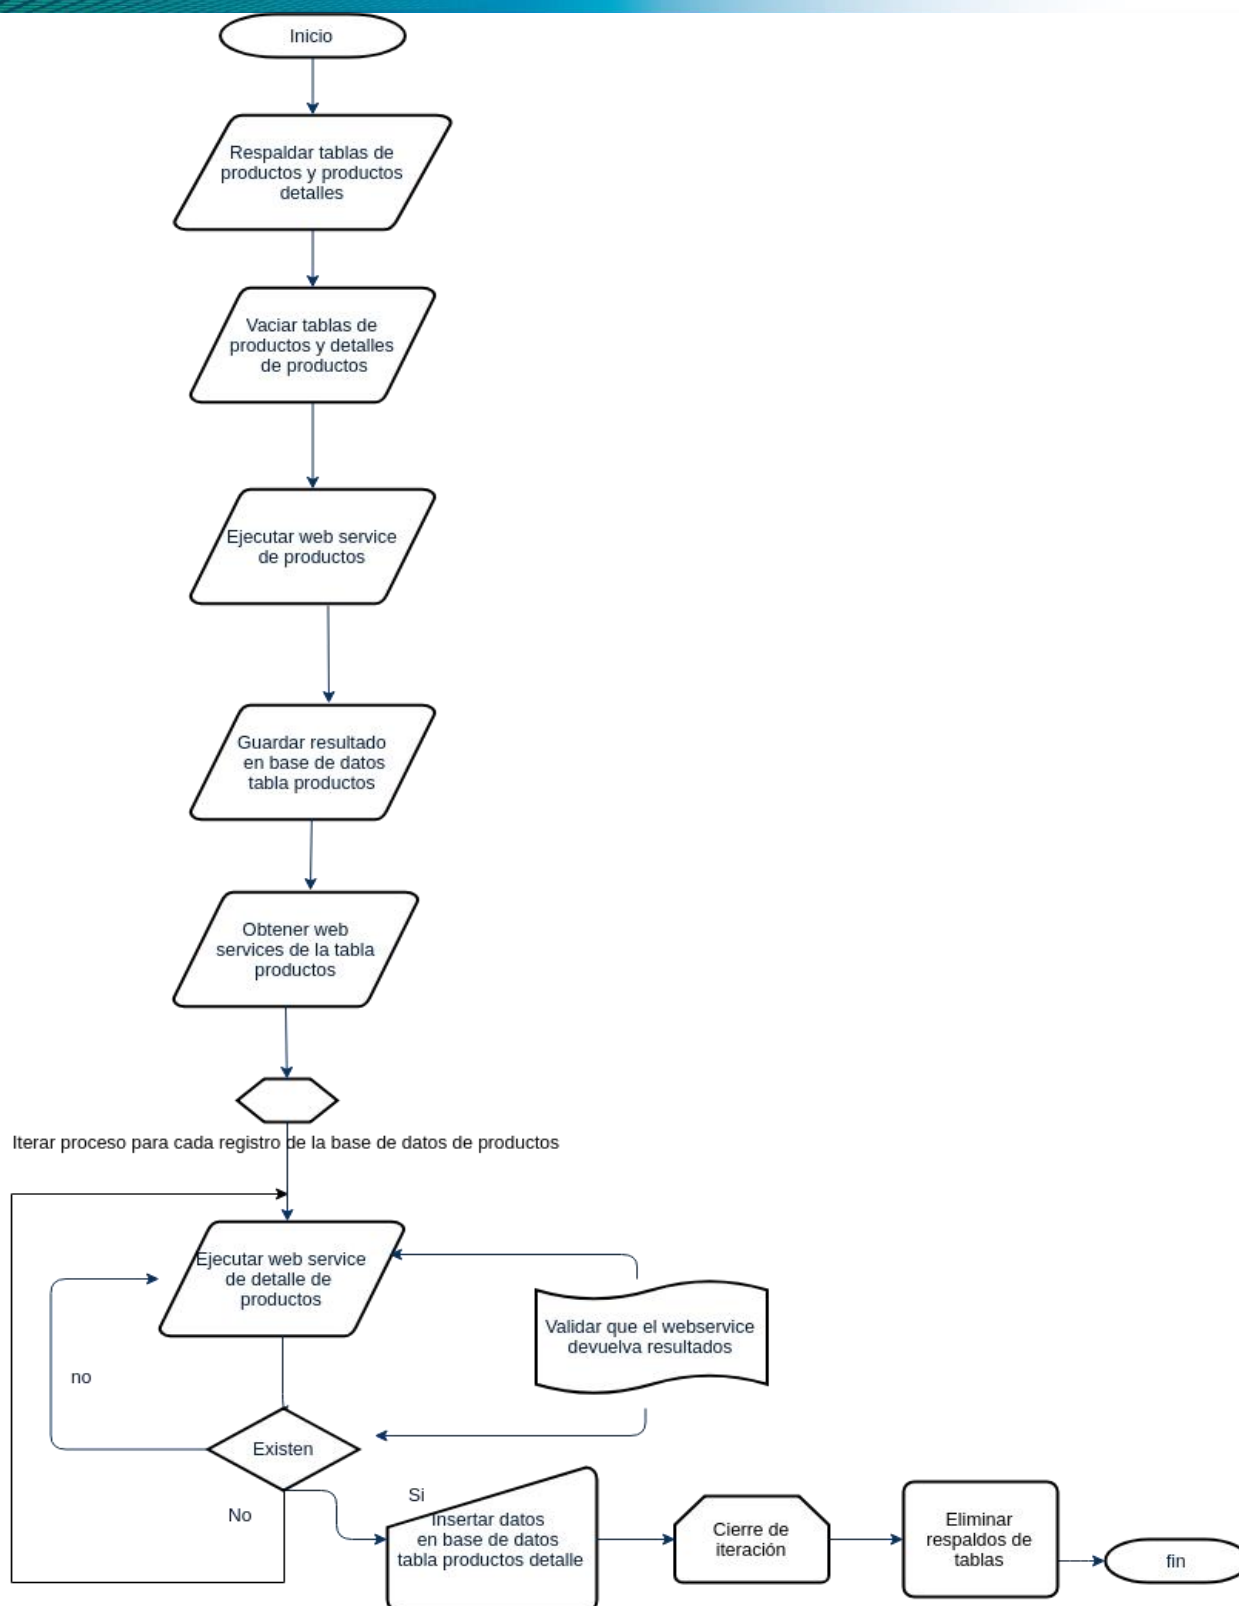 Inicio
Respaldar tablas de
productos y productos
detalles
Vaciar tablas de
productos y detalles
de productos
Ejecutar web service
de productos
Guardar resultado
en base de datos
tabla productos
Obtener web
services de la tabla
productos
Iterar proceso para cada registro de la base de datos de productos
Ejecutar web service
de detalle de
productos
Validar que el webservice
devuelva resultados
no
Existen
Si
No
Insertar datos
en base de datos
tabla productos detalle
Cierre de
iteración
Eliminar
respaldos de
tablas
fin